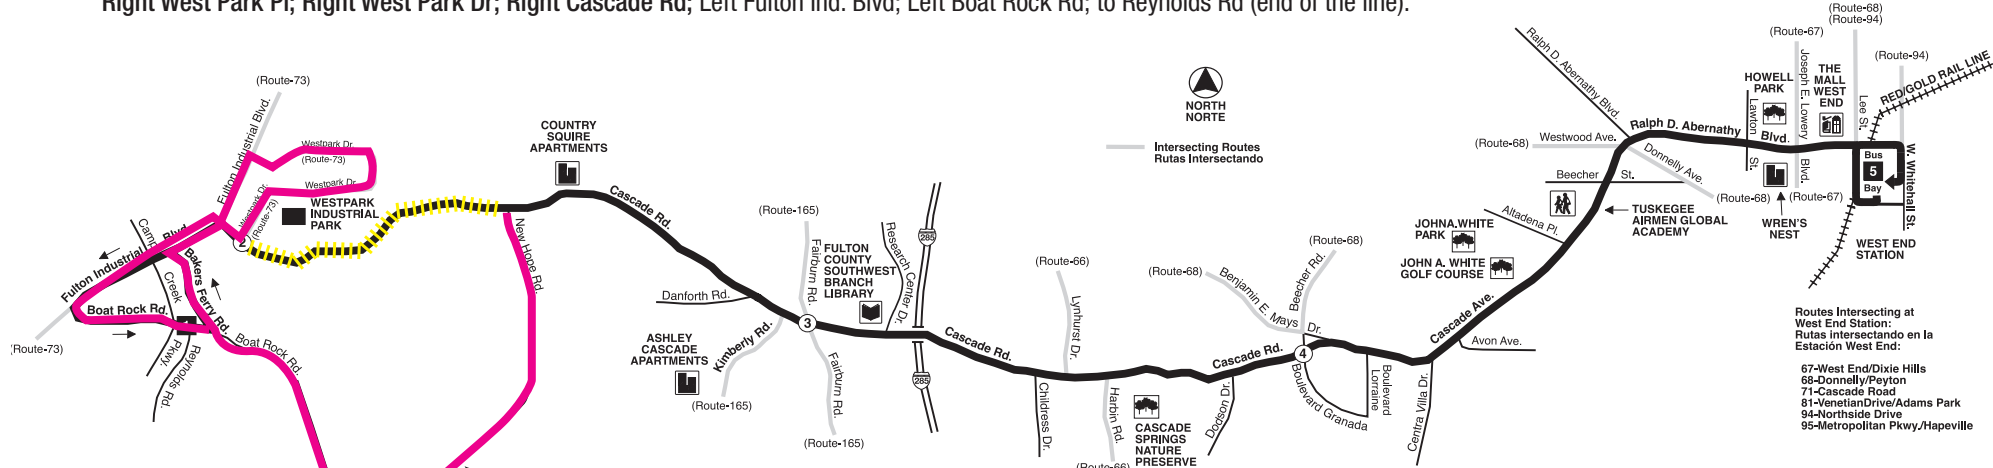 Right West Park Pl; Right West Park Dr; Right Cascade Rd; Left Fulton Ind. Blvd; Left Boat Rock Rd; to Reynolds Rd (end of the line).
(Route-73)
Fulton Industrial Blvd.
Westpark Dr.
(Route-73)
Westpark Dr.
Westpark Dr.
(Route-73)
WESTPARK
INDUSTRIAL
PARK
2
Camp
Creek
Pkwy.
Fulton Industrial Blvd.
Bakers Ferry Rd.
Boat Rock Rd.
Boat Rock Rd.
Reynolds Rd.
(Route-73)
New Hope Rd.
COUNTRY
SQUIRE
APARTMENTS
Cascade Rd.
Danforth Rd.
ASHLEY
CASCADE
APARTMENTS
Kimberly Rd.
(Route-165)
(Route-165)
Fairburn Rd.
3
Fairburn Rd.
(Route-165)
FULTON
COUNTY
SOUTHWEST
BRANCH
LIBRARY
Research Center Dr.
285
285
Cascade Rd.
(Route-66)
Lynhurst Dr.
Childress Dr.
Harbin Rd.
(Route-66)
CASCADE
SPRINGS
NATURE
PRESERVE
NORTH
NORTE
Intersecting Routes
Rutas Intersectando
(Route-68)
Benjamin E. Mays Dr.
(Route-68)
Beecher Rd.
Cascade Rd.
4
Dodson Dr.
Boulevard Granada
Boulevard
Lorraine
Centra Villa Dr.
Cascade Ave.
Avon Ave.
JOHN A. WHITE
PARK
JOHN A. WHITE
GOLF COURSE
Altadena Pl.
Beecher St.
TUSKEGEE
AIRMEN GLOBAL
ACADEMY
(Route-68)
Westwood Ave.
Ralph D. Abernathy Blvd.
Donnelly Ave.
(Route-68)
Ralph D. Abernathy Blvd.
HOWELL
PARK
Lawton
St.
WREN'S
NEST
(Route-67)
Joseph E. Lowery
Blvd.
(Route-67)
THE
MALL
WEST
END
(Route-68)
(Route-94)
Lee St.
(Route-94)
RED/GOLD RAIL LINE
Bus
5
Bay
W. Whitehall St.
WEST END
STATION
Routes Intersecting at
West End Station:
Rutas intersectando en la
Estación West End:
67-West End/Dixie Hills
68-Donnelly/Peyton
71-Cascade Road
81-VenetianDrive/Adams Park
94-Northside Drive
95-Metropolitan Pkwy./Hapeville